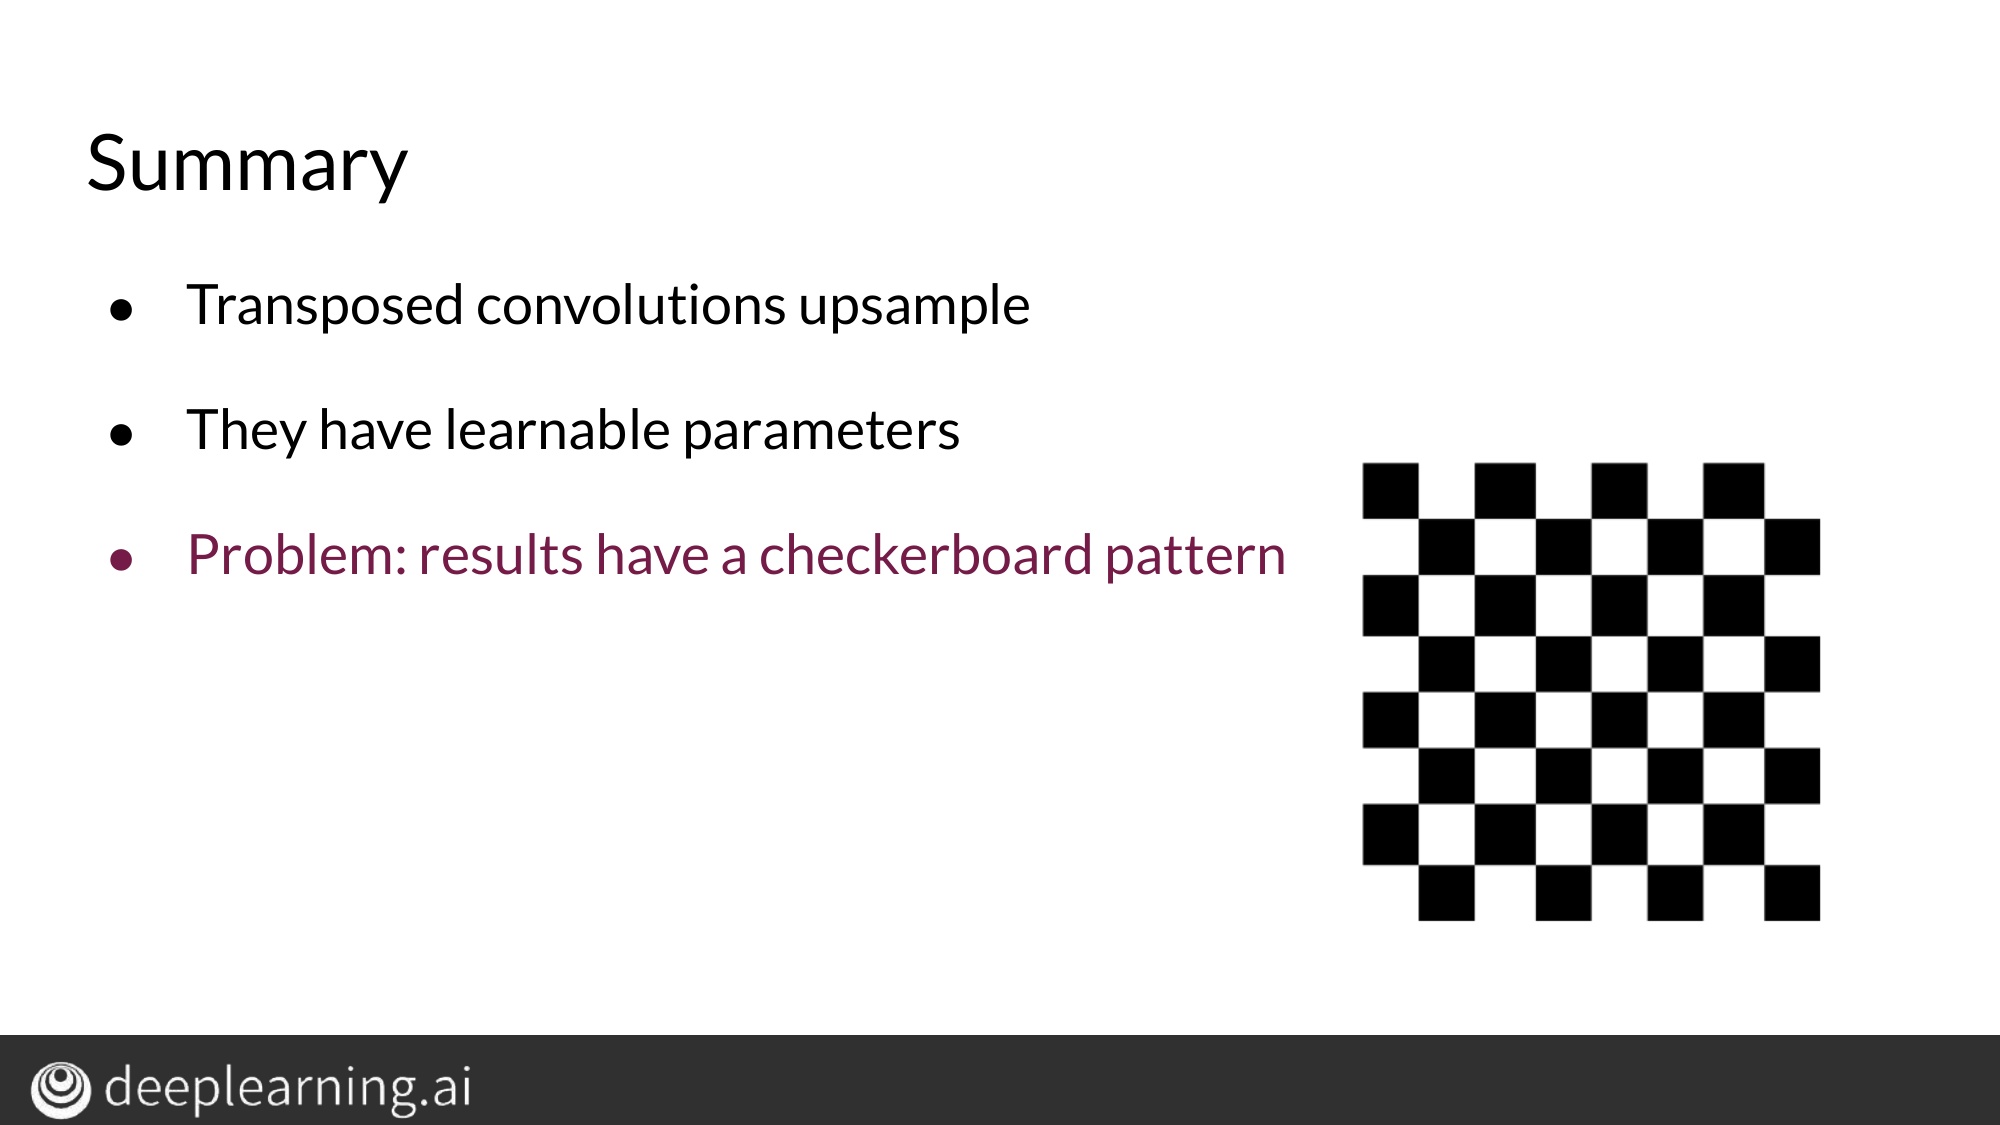 Summary
● Transposed convolutions upsample
● They have learnable parameters
● Problem: results have a checkerboard pattern
deeplearning.ai